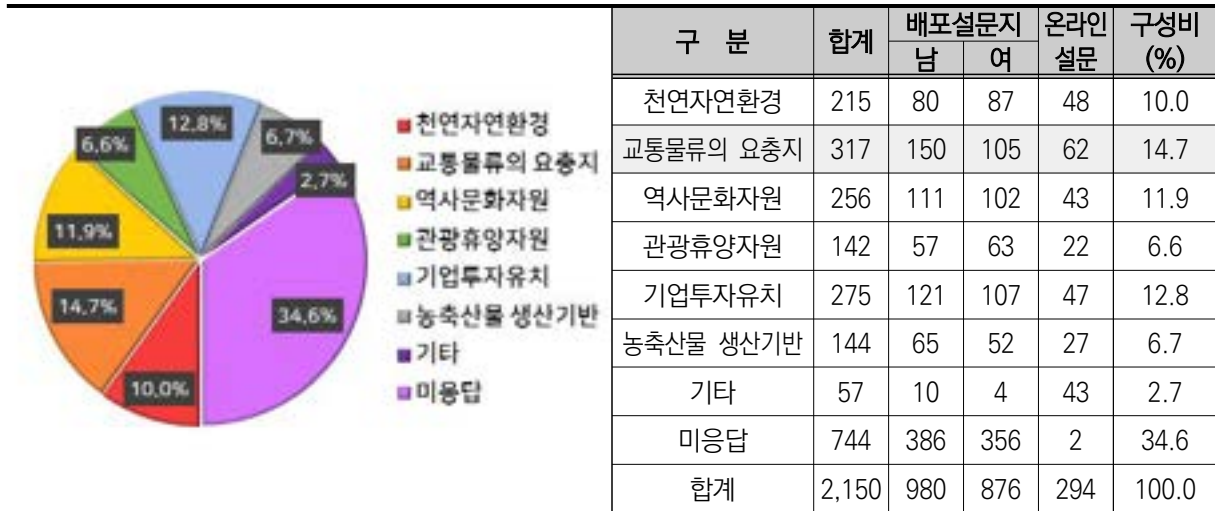 12.8%
6.6%
6.7%
2.7%
11.9%
14.7%
34.6%
10.0%
천연자연환경
교통물류의 요충지
역사문화자원
관광휴양자원
기업투자유치
농축산물 생산기반
기타
미응답
구 분 합계 배포설문지 온라인 설문 구성비 (%)
남 여
천연자연환경 215 80 87 48 10.0
교통물류의 요충지 317 150 105 62 14.7
역사문화자원 256 111 102 43 11.9
관광휴양자원 142 57 63 22 6.6
기업투자유치 275 121 107 47 12.8
농축산물 생산기반 144 65 52 27 6.7
기타 57 10 4 43 2.7
미응답 744 386 356 2 34.6
합계 2,150 980 876 294 100.0